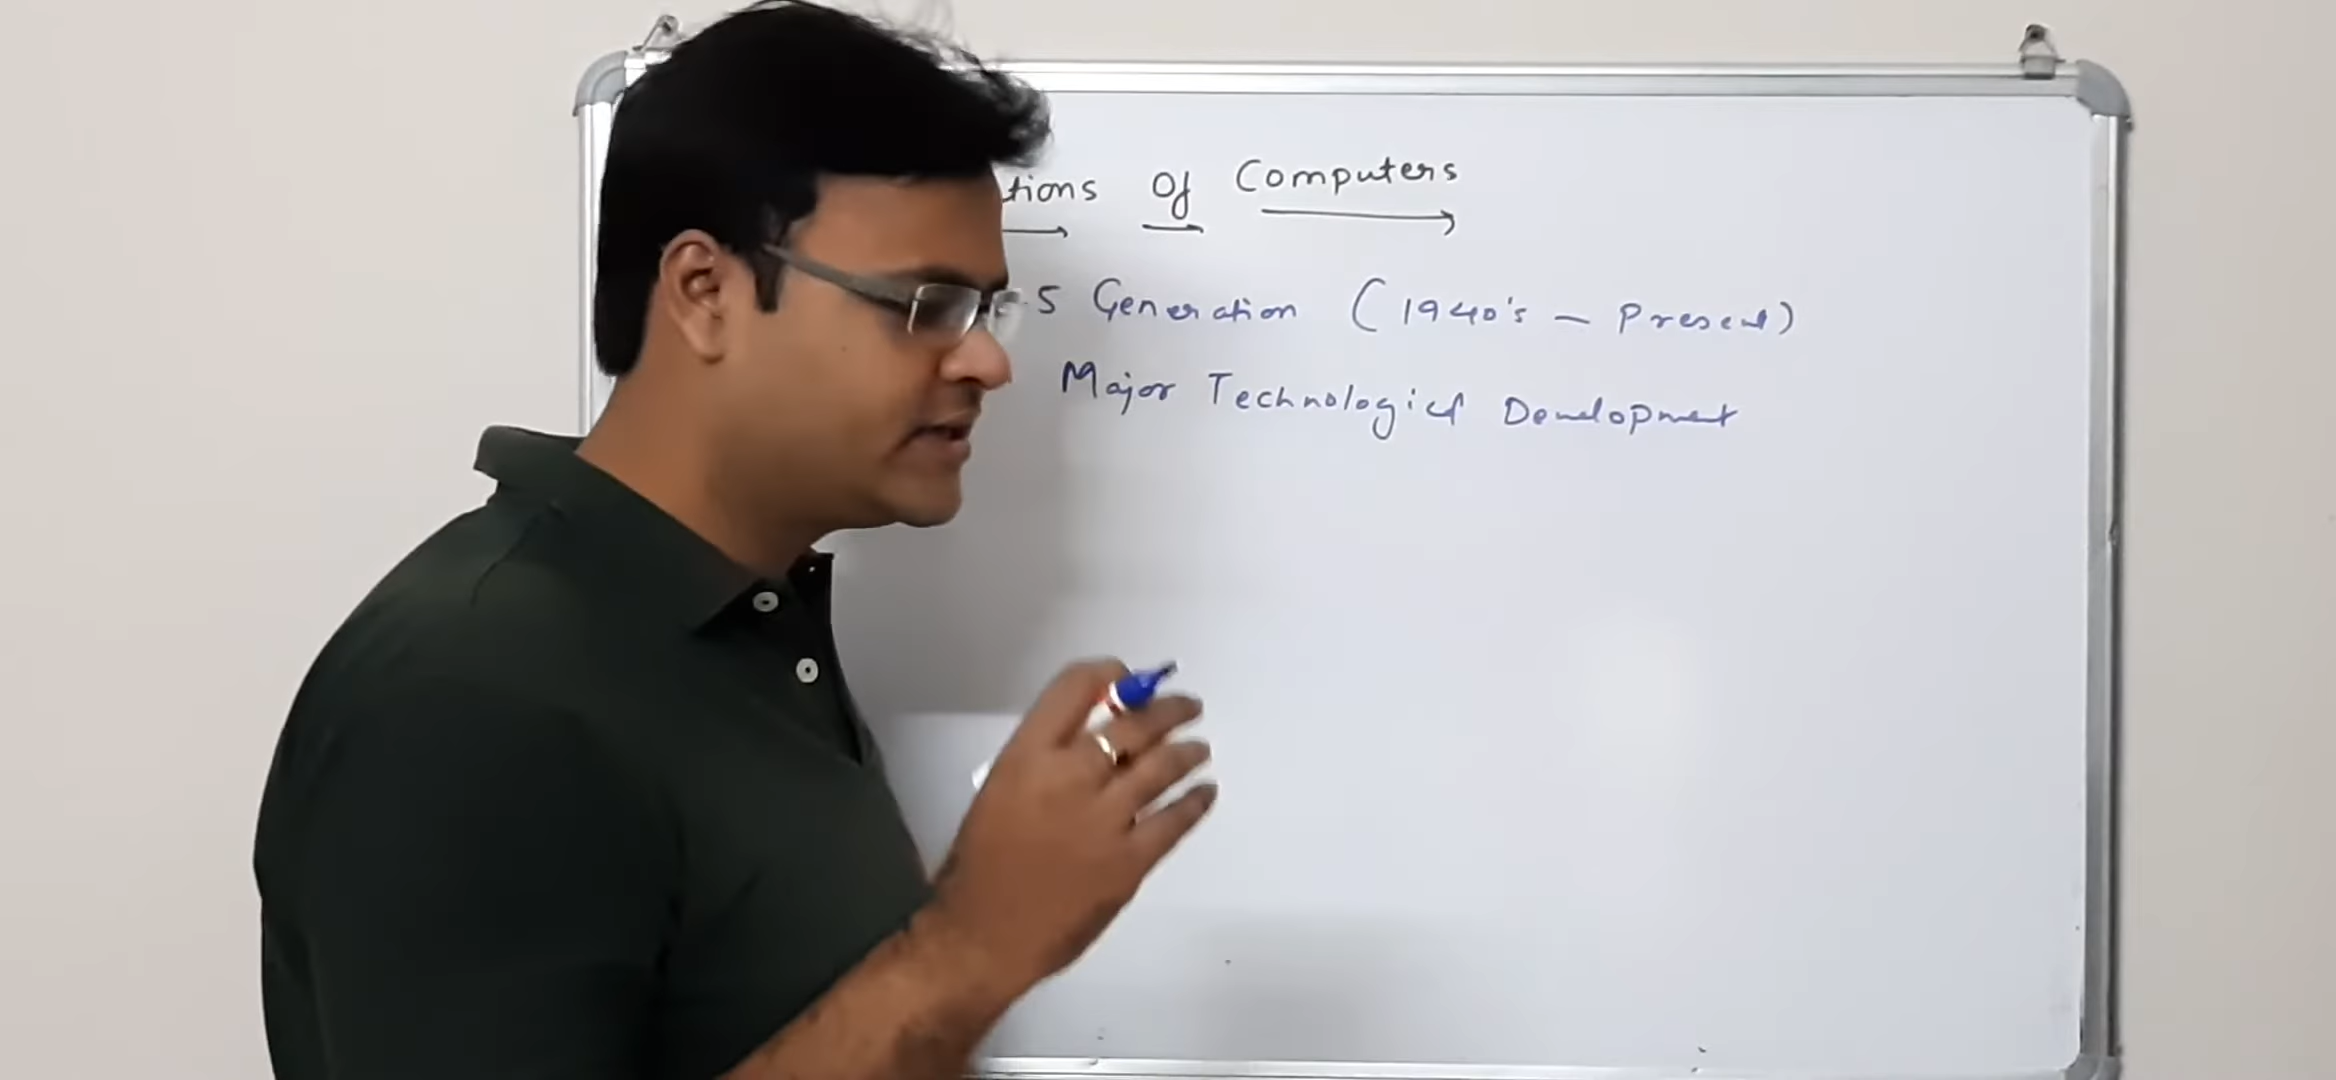 tions Of Computers
5 Generation (1940's - Present)
Major Technological Development